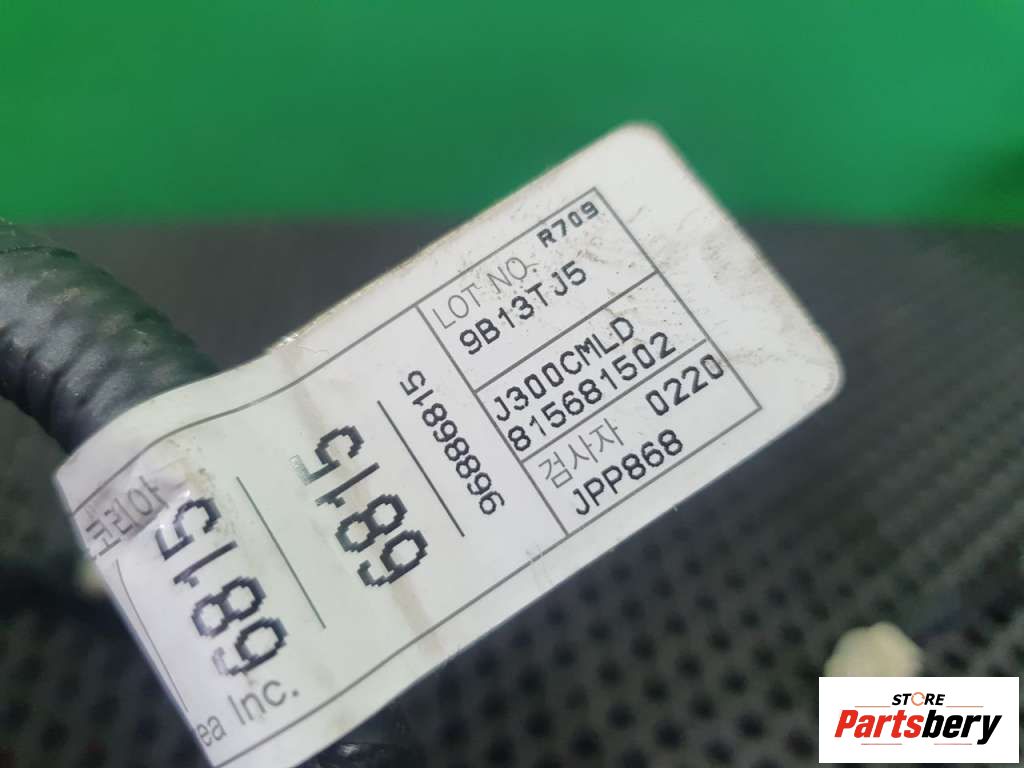 LOT NO. R709
9B13TJ5
J300CMLD
815681502
검사자 0220
JPP868
96886815
6815
6815
코리아
ea Inc.
STORE
Partsbery